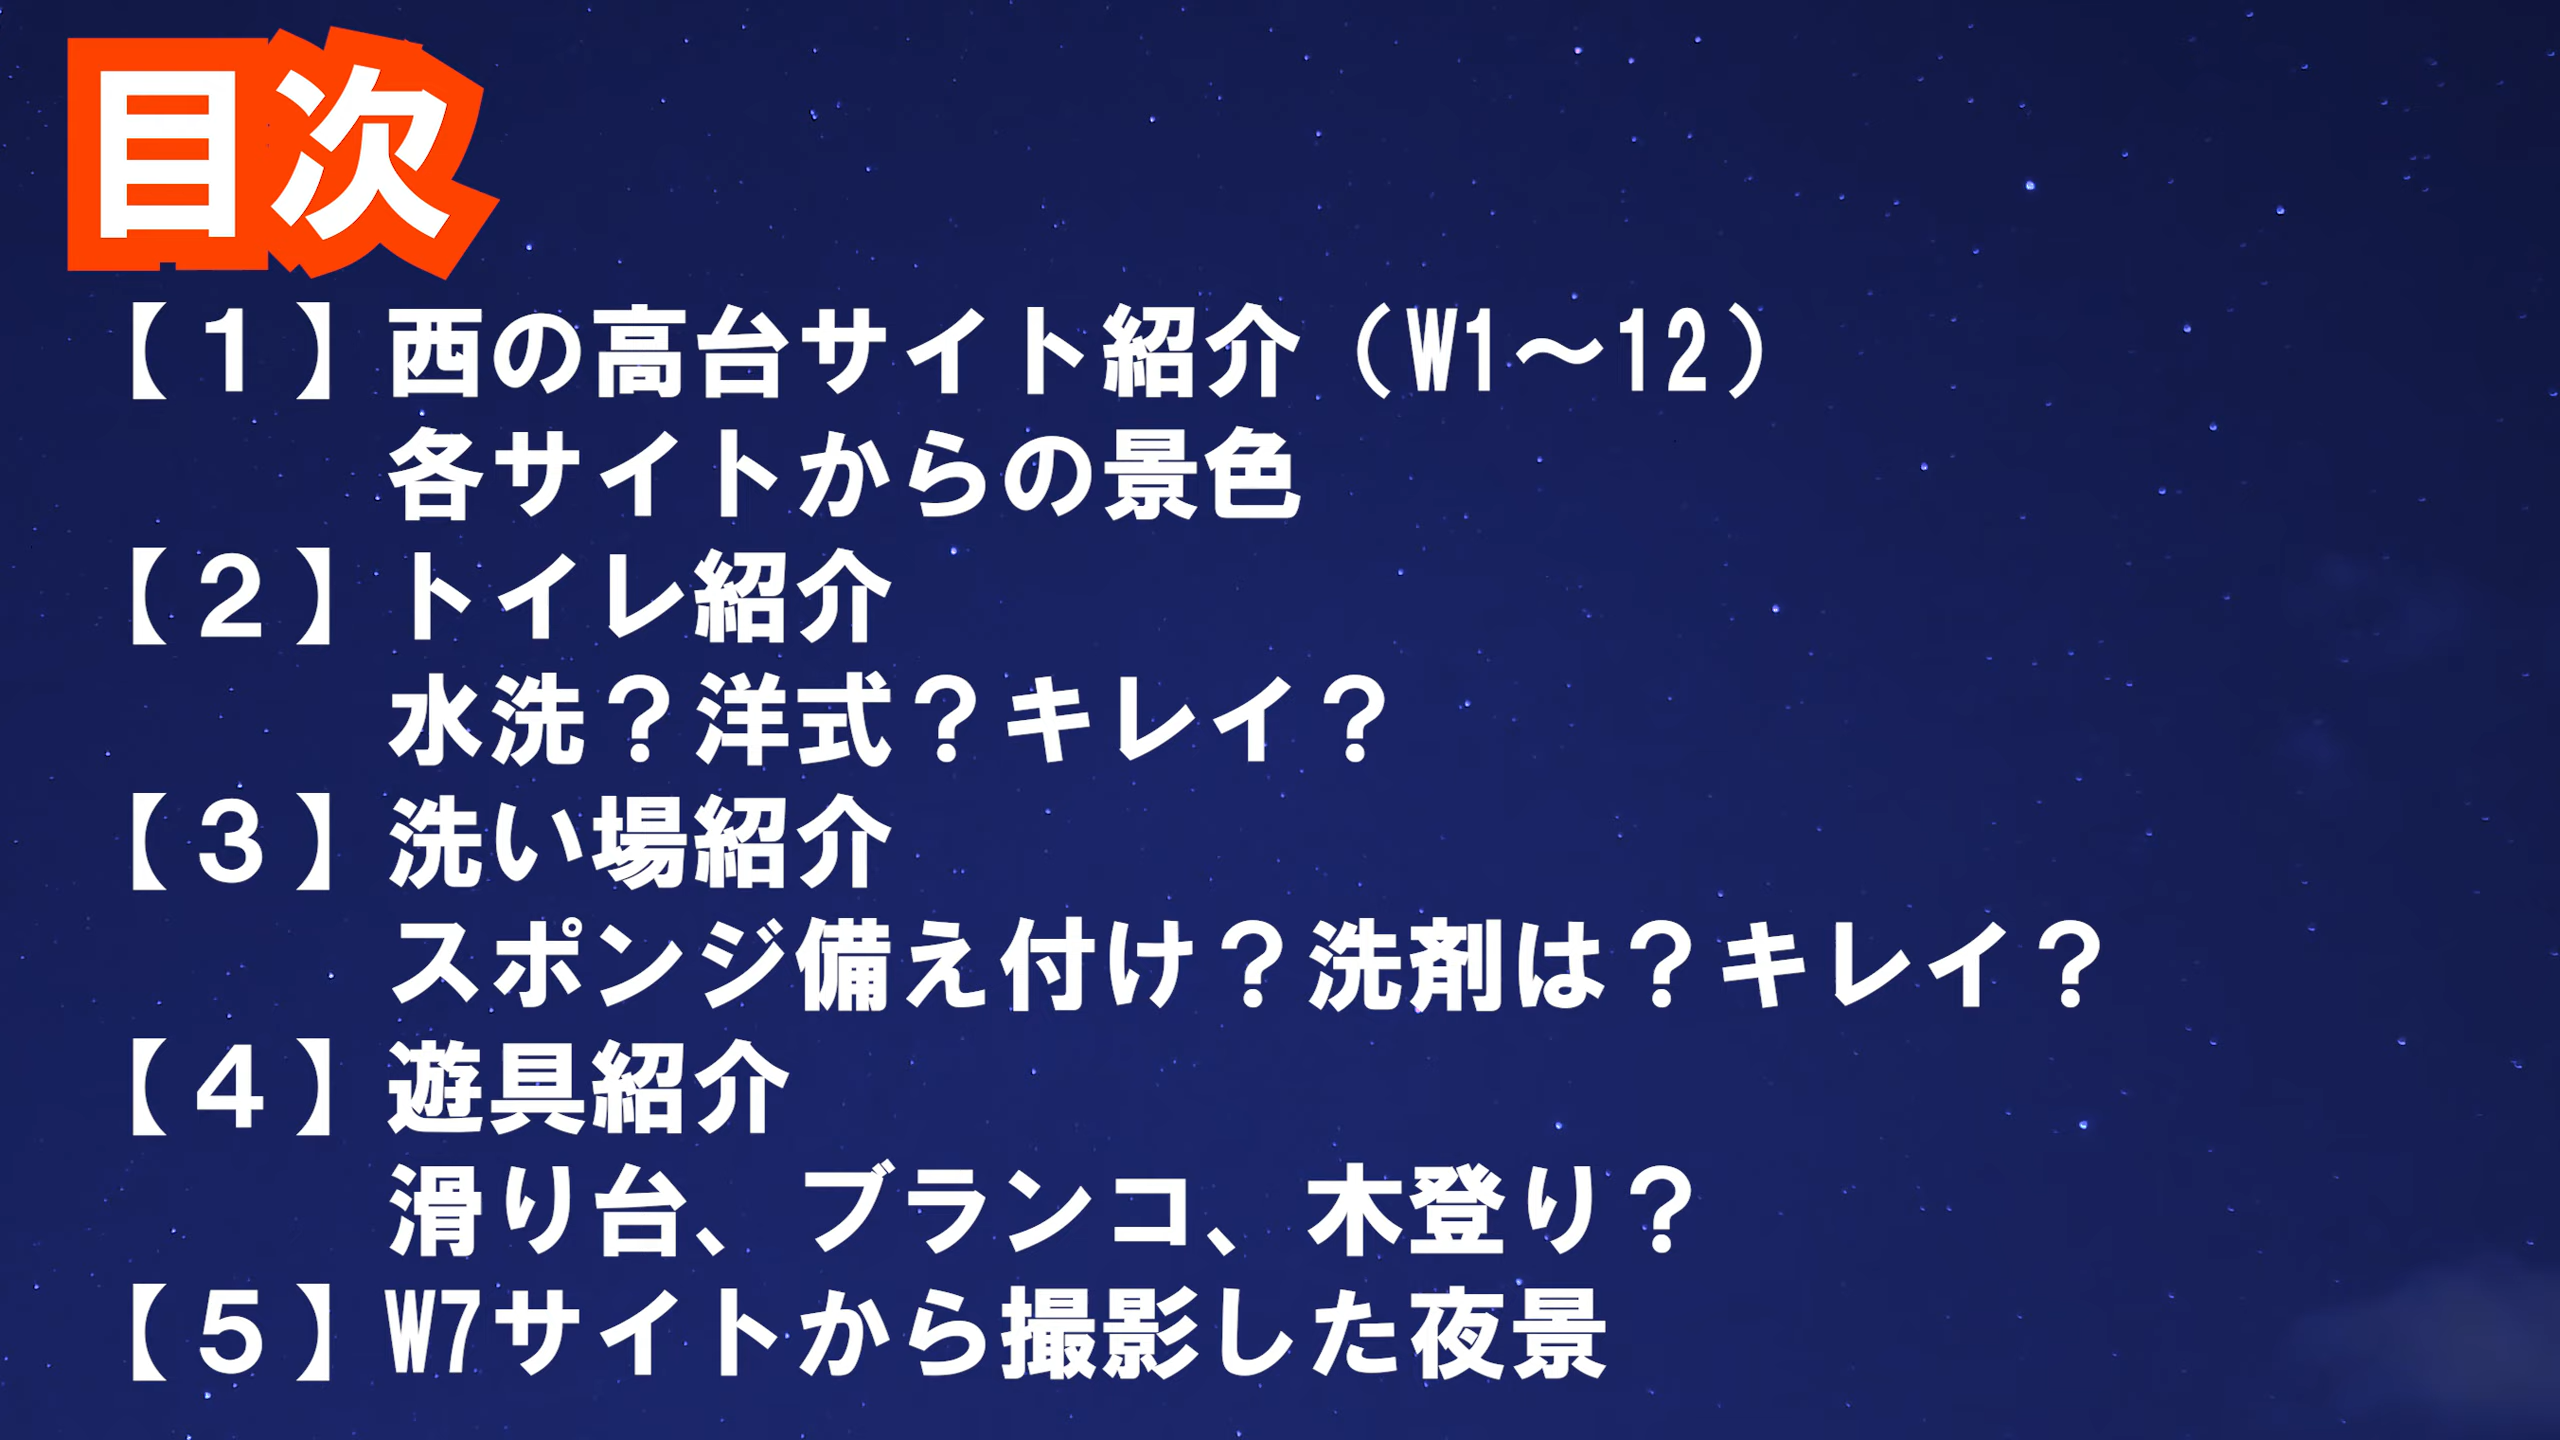 目次
【１】西の高台サイト紹介（W1～12）
各サイトからの景色
【２】トイレ紹介
水洗？洋式？キレイ？
【３】洗い場紹介
スポンジ備え付け？洗剤は？キレイ？
【４】遊具紹介
滑り台、ブランコ、木登り？
【５】W7サイトから撮影した夜景